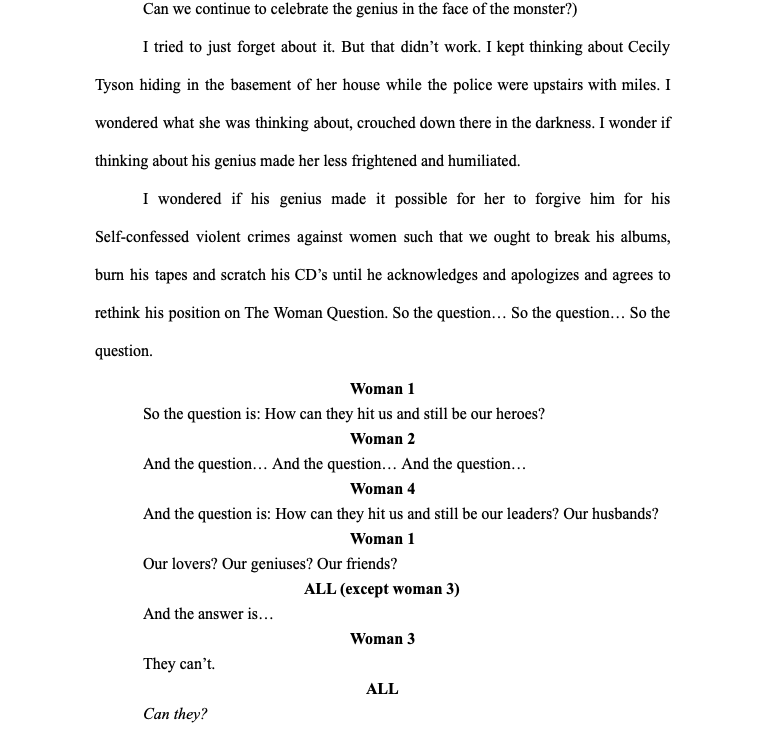 Can we continue to celebrate the genius in the face of the monster?)
I tried to just forget about it. But that didn’t work. I kept thinking about Cecily
Tyson hiding in the basement of her house while the police were upstairs with miles. I
wondered what she was thinking about, crouched down there in the darkness. I wonder if
thinking about his genius made her less frightened and humiliated.
I wondered if his genius made it possible for her to forgive him for his
Self-confessed violent crimes against women such that we ought to break his albums,
burn his tapes and scratch his CD’s until he acknowledges and apologizes and agrees to
rethink his position on The Woman Question. So the question… So the question… So the
question.
Woman 1
So the question is: How can they hit us and still be our heroes?
Woman 2
And the question… And the question… And the question…
Woman 4
And the question is: How can they hit us and still be our leaders? Our husbands?
Woman 1
Our lovers? Our geniuses? Our friends?
ALL (except woman 3)
And the answer is…
Woman 3
They can’t.
ALL
Can they?